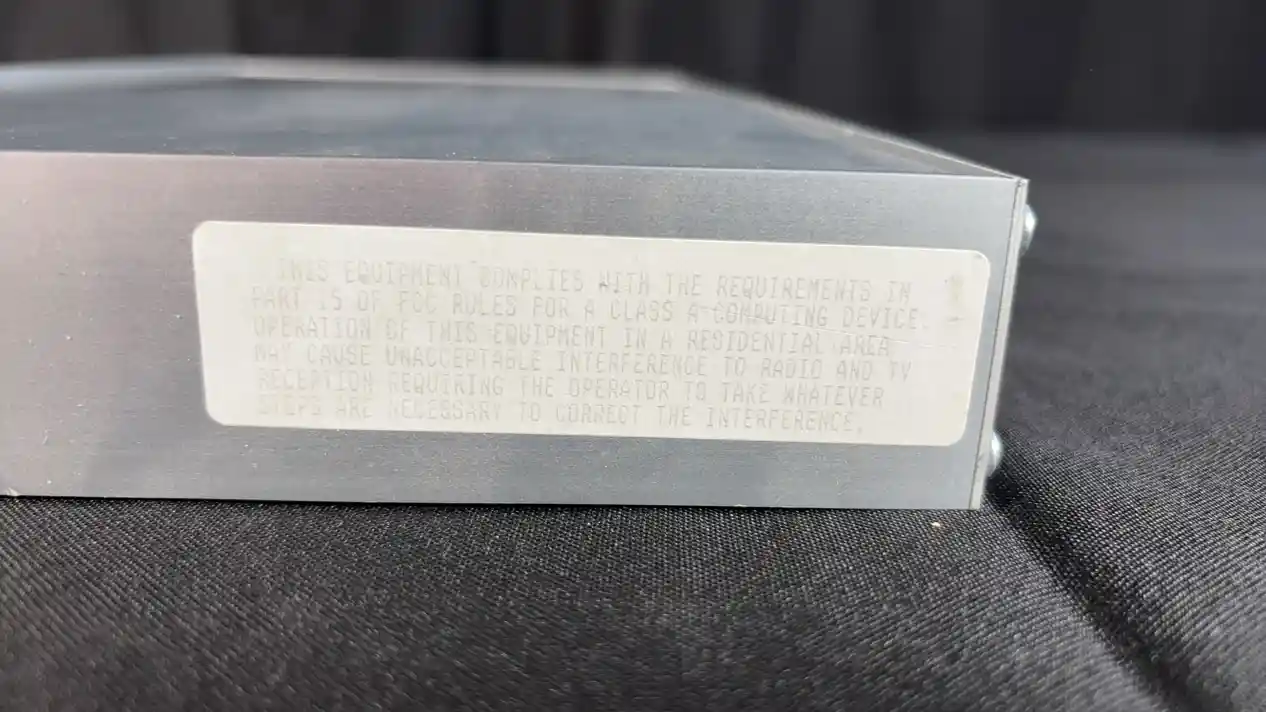 THIS EQUIPMENT COMPLIES WITH THE REQUIREMENTS IN
PART 15 OF FCC RULES FOR A CLASS A COMPUTING DEVICE.
OPERATION OF THIS EQUIPMENT IN A RESIDENTIAL AREA
MAY CAUSE UNACCEPTABLE INTERFERENCE TO RADIO AND TV
RECEPTION REQUIRING THE OPERATOR TO TAKE WHATEVER
STEPS ARE NECESSARY TO CORRECT THE INTERFERENCE.